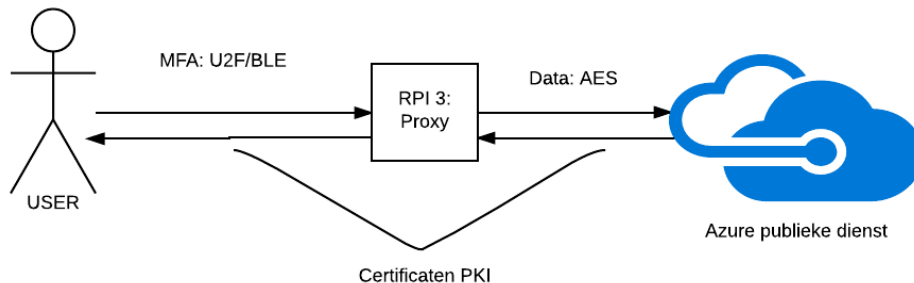 MFA: U2F/BLE
Data: AES
RPI 3:
Proxy
USER
Azure publieke dienst
Certificaten PKI